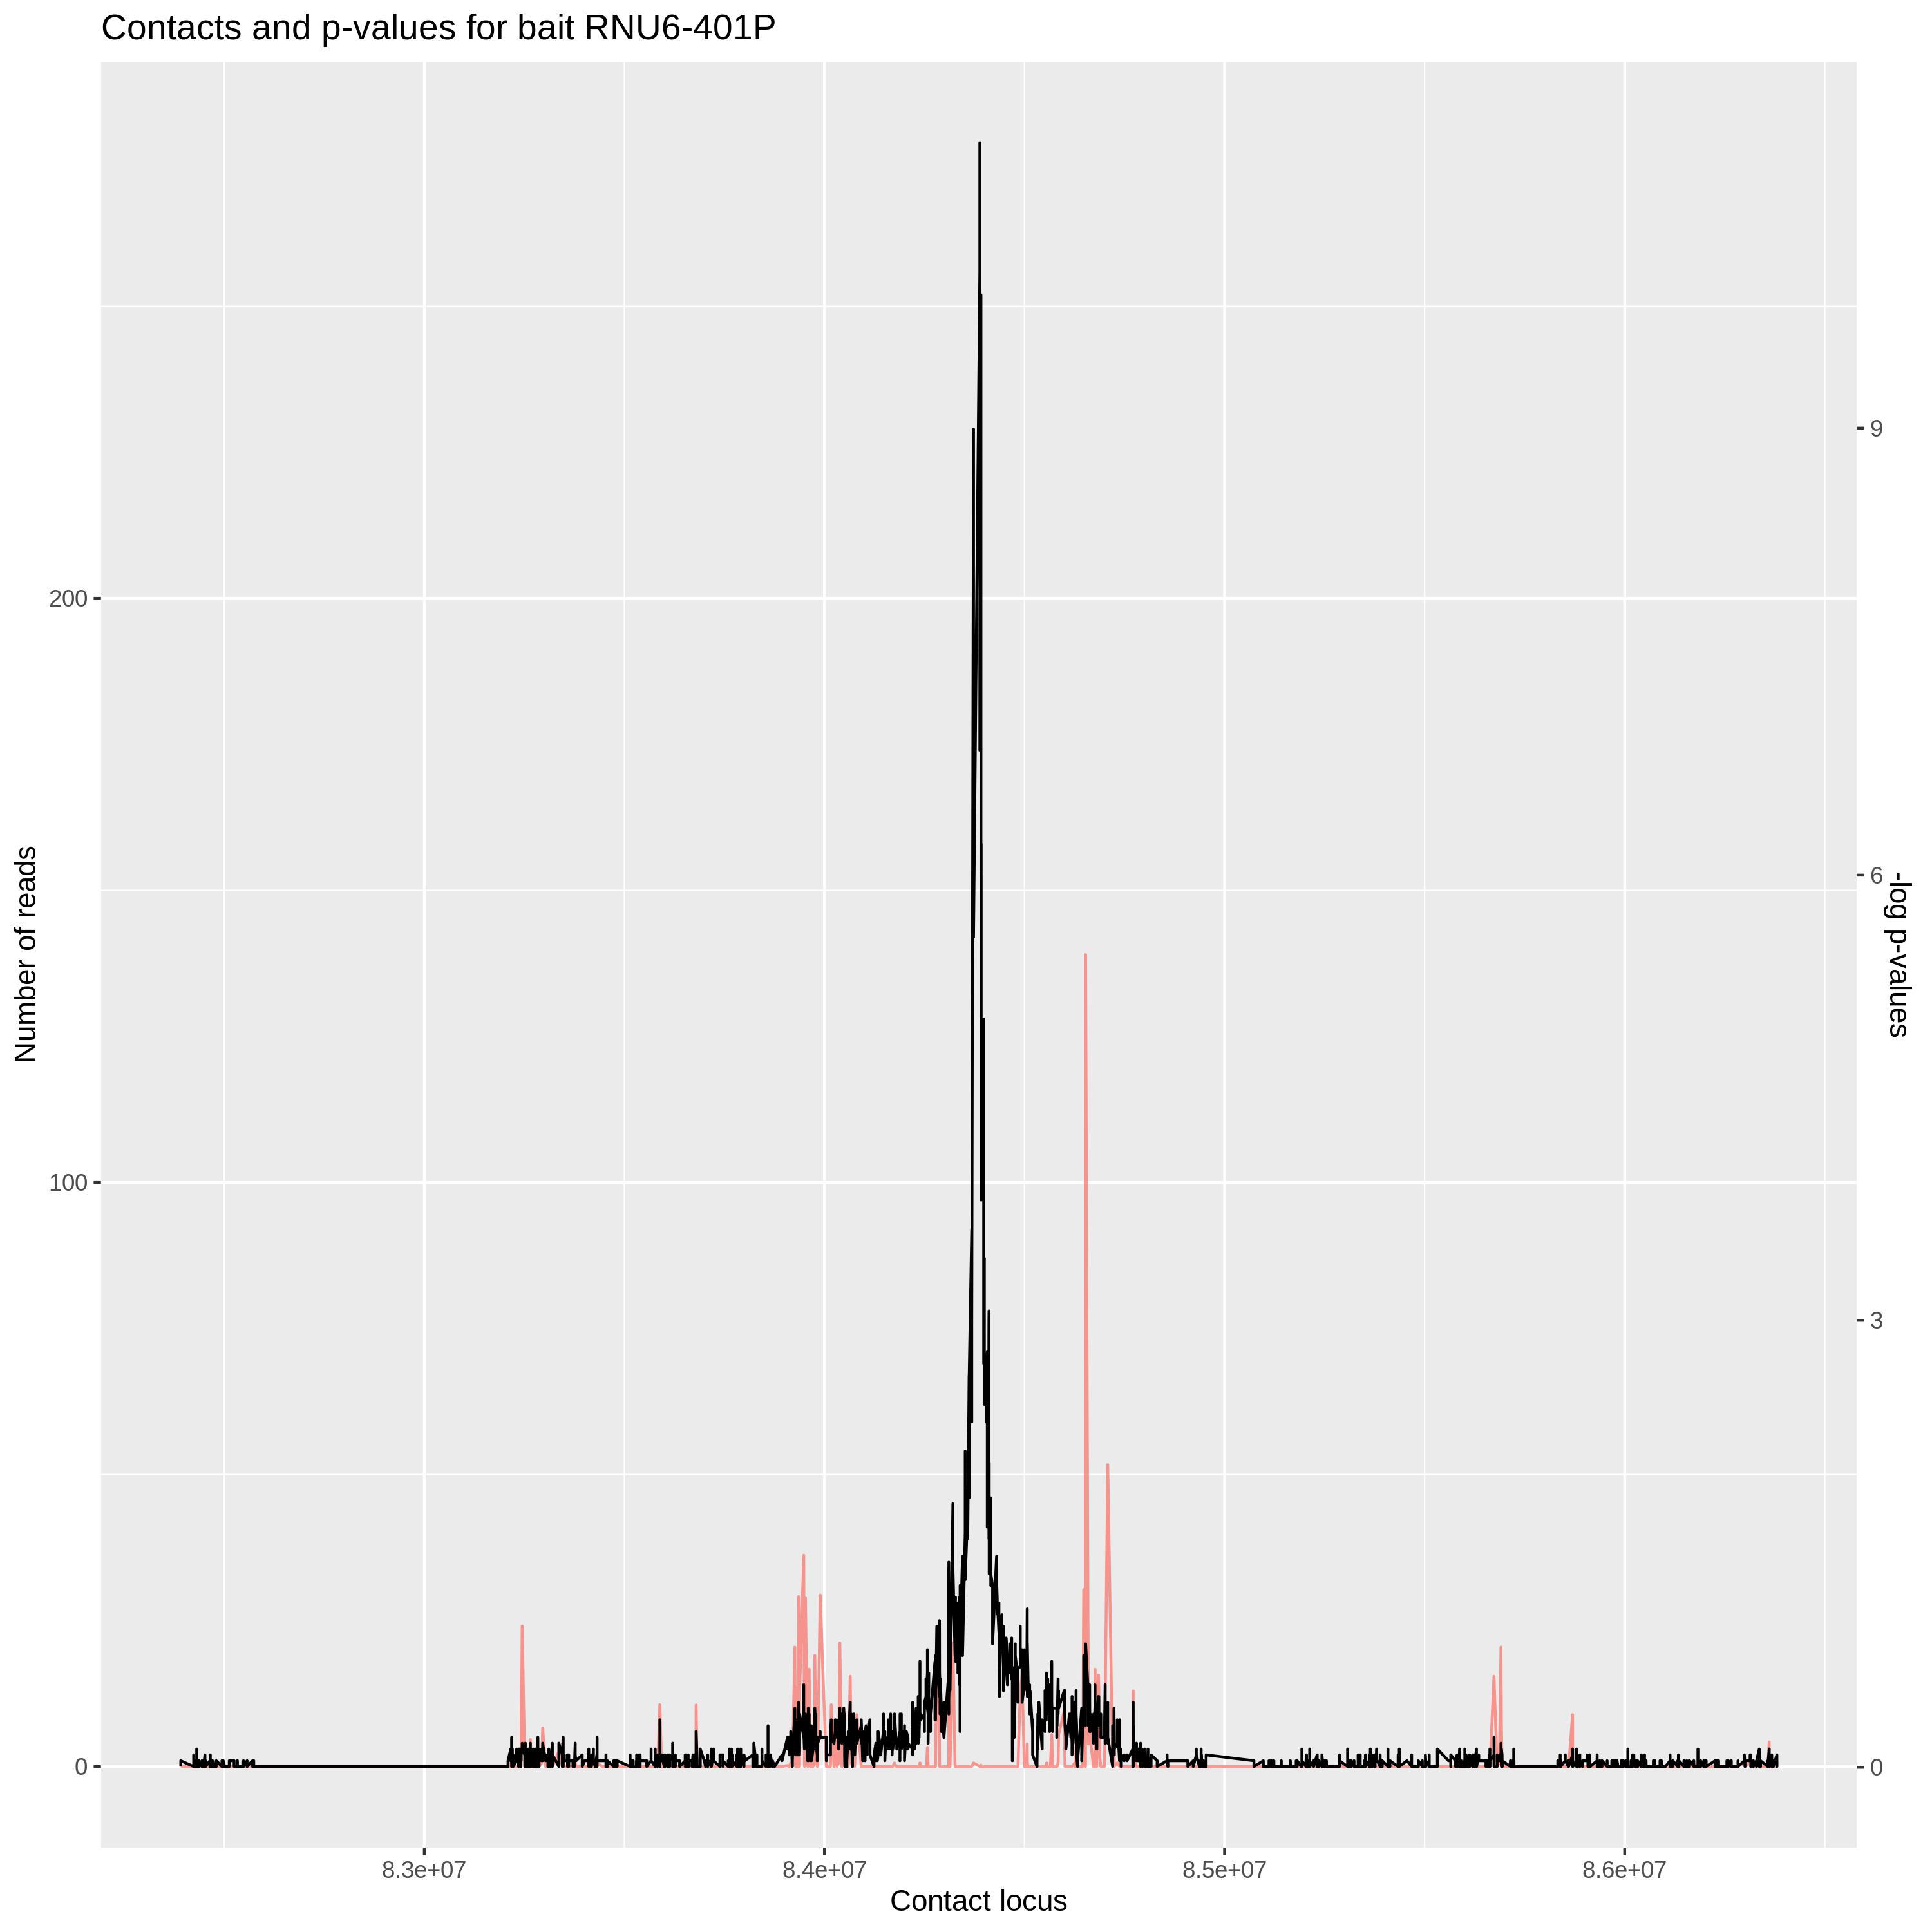 Contacts and p-values for bait RNU6-401P
Number of reads
200
100
0
9
6
3
0
-log p-values
8.3e+07
8.4e+07
8.5e+07
8.6e+07
Contact locus